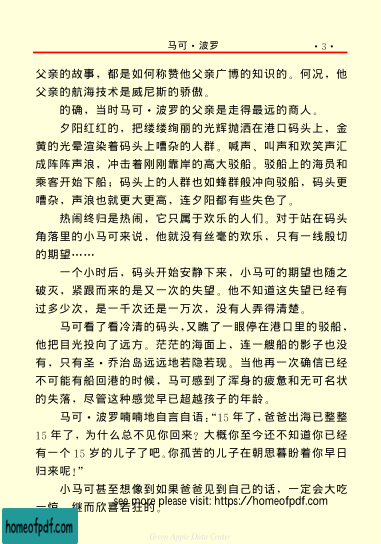 马可·波罗 ·3·
父亲的故事，都是如何称赞他父亲广博的知识的。何况，他
父亲的航海技术是威尼斯的骄傲。
的确，当时马可·波罗的父亲是走得最远的商人。
夕阳红红的，把缕缕绚丽的光辉抛洒在港口码头上，金
黄的光晕渲染着码头上嘈杂的人群。喊声、叫声和欢笑声汇
成阵阵声浪，冲击着刚刚靠岸的高大驳船。驳船上的海员和
乘客开始下船；码头上的人群也如蜂群般冲向驳船，码头更
嘈杂，声浪也就更大更高，连夕阳都有些失色了。
热闹终归是热闹，它只属于欢乐的人们。对于站在码头
角落里的小马可来说，他就没有丝毫的欢乐，只有一线殷切
的期望……
一个小时后，码头开始安静下来，小马可的期望也随之
破灭，紧跟而来的是又一次的失望。他不知道这失望已经有
过多少次，是一千次还是一万次，没有人弄得清楚。
马可看了看冷清的码头，又瞧了一眼停在港口里的驳船，
他把目光投向了远方。茫茫的海面上，连一艘船的影子也没
有，只有圣·乔治岛远远地若隐若现。当他再一次确信已经
不可能有船回港的时候，马可感到了浑身的疲惫和无可名状
的失落，尽管这种感觉早已超越孩子的年龄。
马可·波罗喃喃地自言自语：“15 年了，爸爸出海已整整
15 年了，为什么总不见你回来？大概你至今还不知道你已经
有一个 15 岁的儿子了吧。你孤苦的儿子在朝思暮盼着你早日
归来呢！”
小马可甚至想像到如果爸爸见到自己的话，一定会大吃
一惊，继而欣喜若狂的。
see more please visit: https://homeofpdf.com
homeofpdf.com
Green Apple Data Center